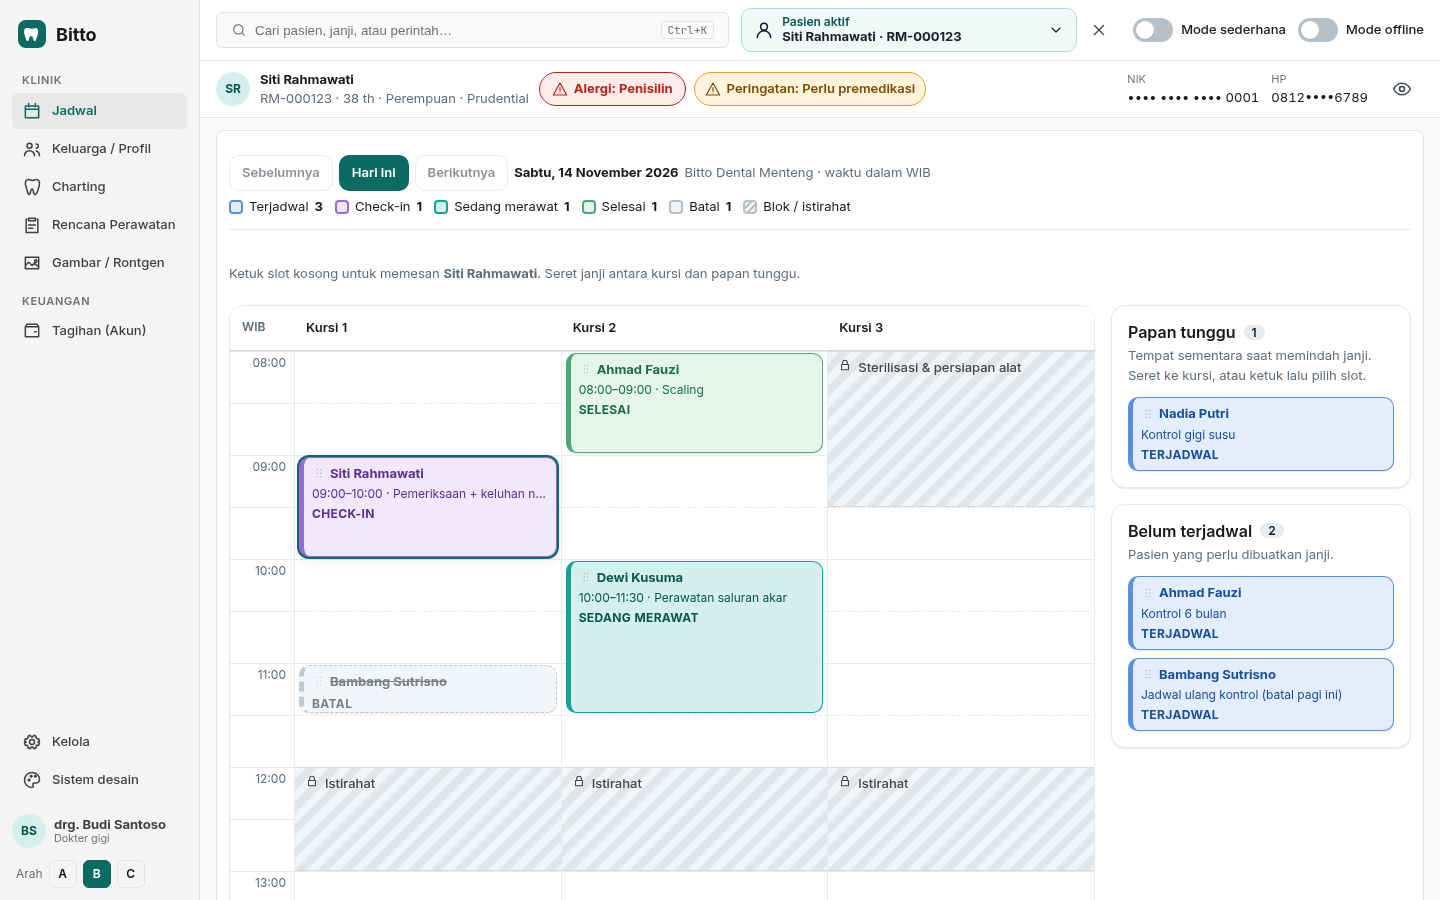 Bitto
KLINIK
Jadwal
Keluarga / Profil
Charting
Rencana Perawatan
Gambar / Rontgen
KEUANGAN
Tagihan (Akun)
Kelola
Sistem desain
BS
drg. Budi Santoso
Dokter gigi
Arah A B C
Cari pasien, janji, atau perintah… Ctrl+K
Pasien aktif
Siti Rahmawati · RM-000123
Mode sederhana
Mode offline
SR
Siti Rahmawati
RM-000123 · 38 th · Perempuan · Prudential
Alergi: Penisilin
Peringatan: Perlu premedikasi
NIK
•••• •••• •••• 0001
HP
0812••••6789
Sebelumnya Hari ini Berikutnya Sabtu, 14 November 2026 Bitto Dental Menteng · waktu dalam WIB
Terjadwal 3 Check-in 1 Sedang merawat 1 Selesai 1 Batal 1 Blok / istirahat
Ketuk slot kosong untuk memesan Siti Rahmawati. Seret janji antara kursi dan papan tunggu.
WIB Kursi 1 Kursi 2 Kursi 3
08:00
Ahmad Fauzi
08:00–09:00 · Scaling
SELESAI
Sterilisasi & persiapan alat
09:00
Siti Rahmawati
09:00–10:00 · Pemeriksaan + keluhan n…
CHECK-IN
10:00
Dewi Kusuma
10:00–11:30 · Perawatan saluran akar
SEDANG MERAWAT
11:00
Bambang Sutrisno
BATAL
12:00
Istirahat
Istirahat
Istirahat
13:00
Papan tunggu 1
Tempat sementara saat memindah janji.
Seret ke kursi, atau ketuk lalu pilih slot.
Nadia Putri
Kontrol gigi susu
TERJADWAL
Belum terjadwal 2
Pasien yang perlu dibuatkan janji.
Ahmad Fauzi
Kontrol 6 bulan
TERJADWAL
Bambang Sutrisno
Jadwal ulang kontrol (batal pagi ini)
TERJADWAL